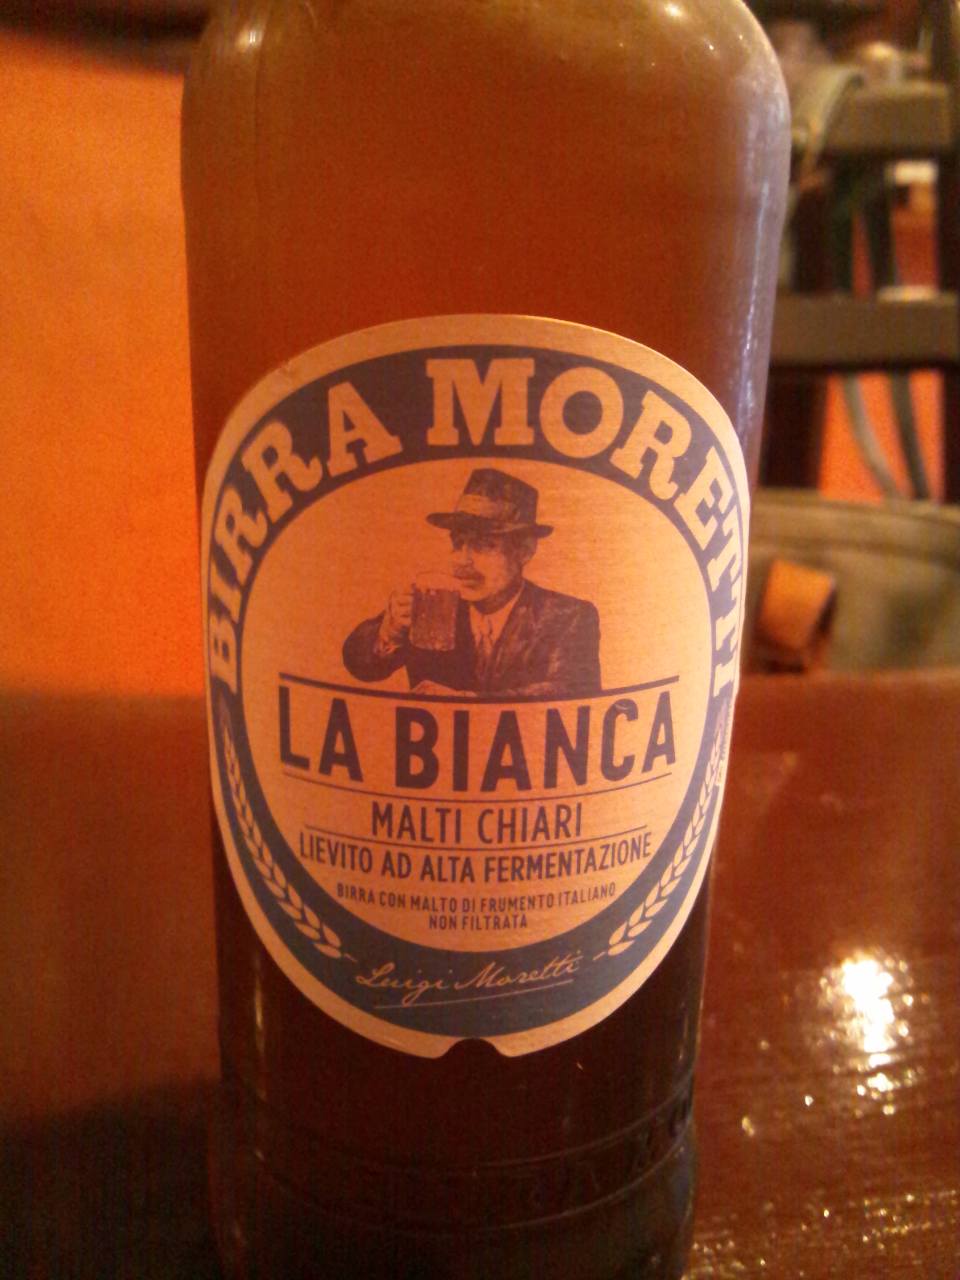 BIRRA MORETTI
LA BIANCA
MALTI CHIARI
LIEVITO AD ALTA FERMENTAZIONE
BIRRA CON MALTO DI FRUMENTO ITALIANO
NON FILTRATA
Luigi Moretti